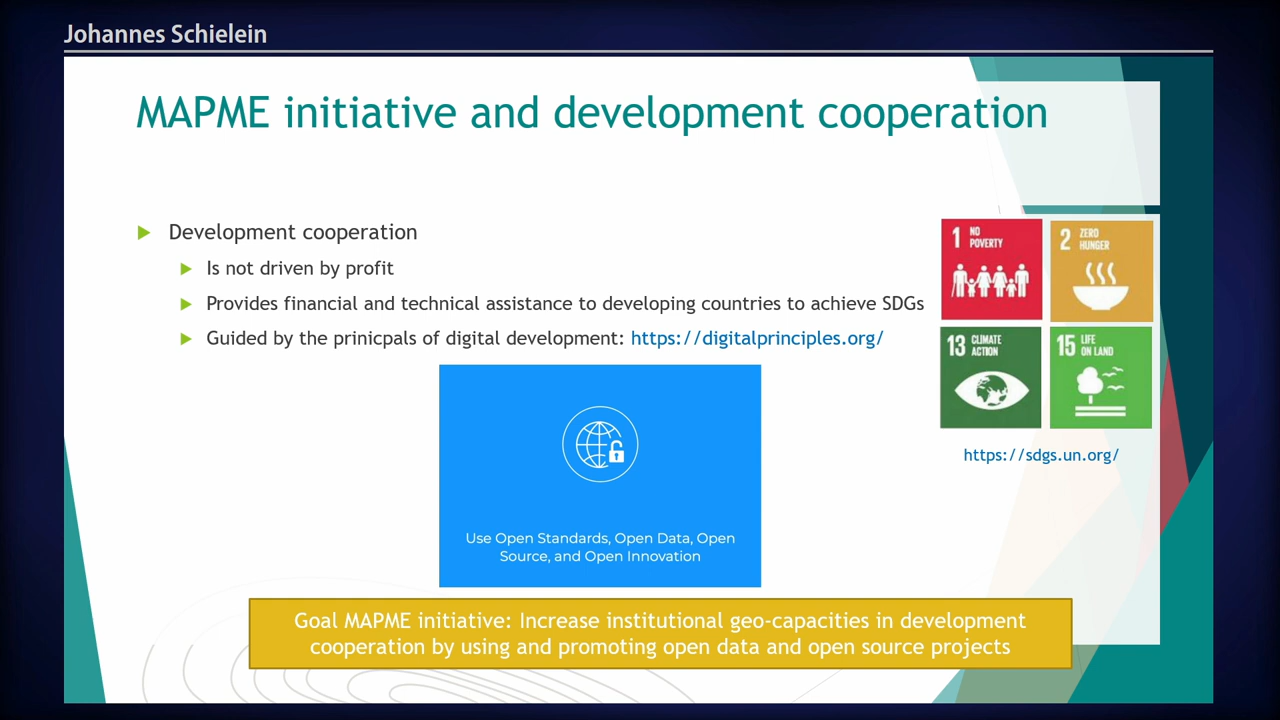 Johannes Schielein
MAPME initiative and development cooperation
Development cooperation
Is not driven by profit
Provides financial and technical assistance to developing countries to achieve SDGs
Guided by the prinicpals of digital development: https://digitalprinciples.org/
1 NO
POVERTY
2 ZERO
HUNGER
13 CLIMATE
ACTION
15 LIFE
ON LAND
https://sdgs.un.org/
Use Open Standards, Open Data, Open
Source, and Open Innovation
Goal MAPME initiative: Increase institutional geo-capacities in development
cooperation by using and promoting open data and open source projects